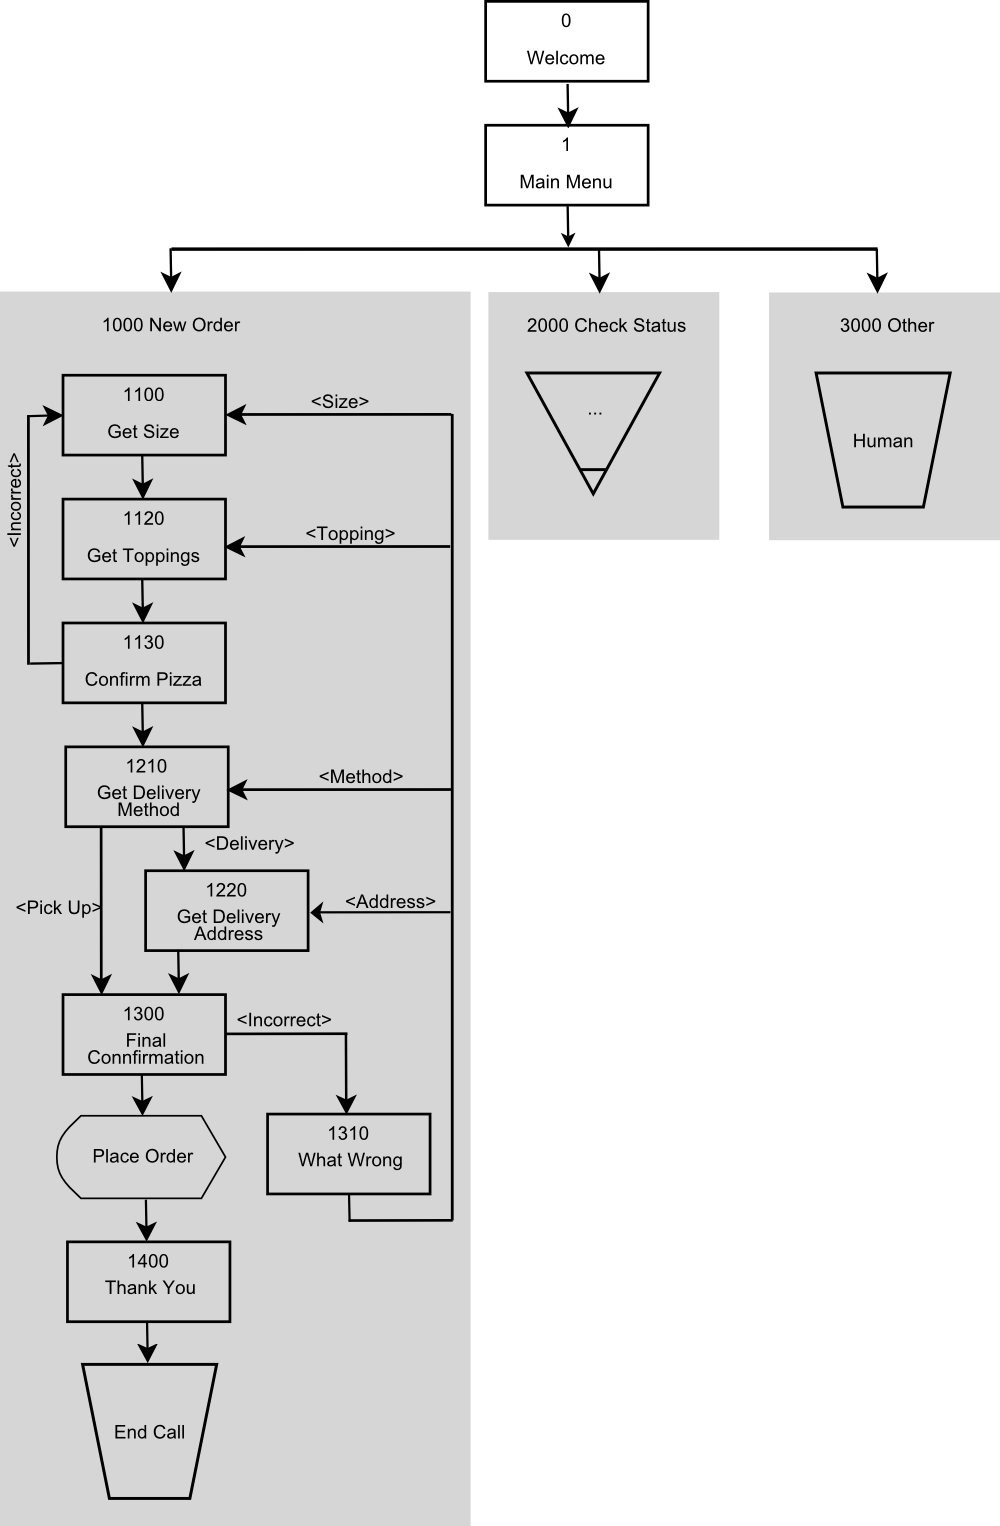 0
Welcome
1
Main Menu
1000 New Order
2000 Check Status
3000 Other
1100
Get Size
<Size>
...
Human
<Incorrect>
1120
Get Toppings
<Topping>
1130
Confirm Pizza
1210
Get Delivery
Method
<Method>
<Delivery>
<Pick Up>
1220
Get Delivery
Address
<Address>
1300
Final
Connfirmation
<Incorrect>
Place Order
1310
What Wrong
1400
Thank You
End Call